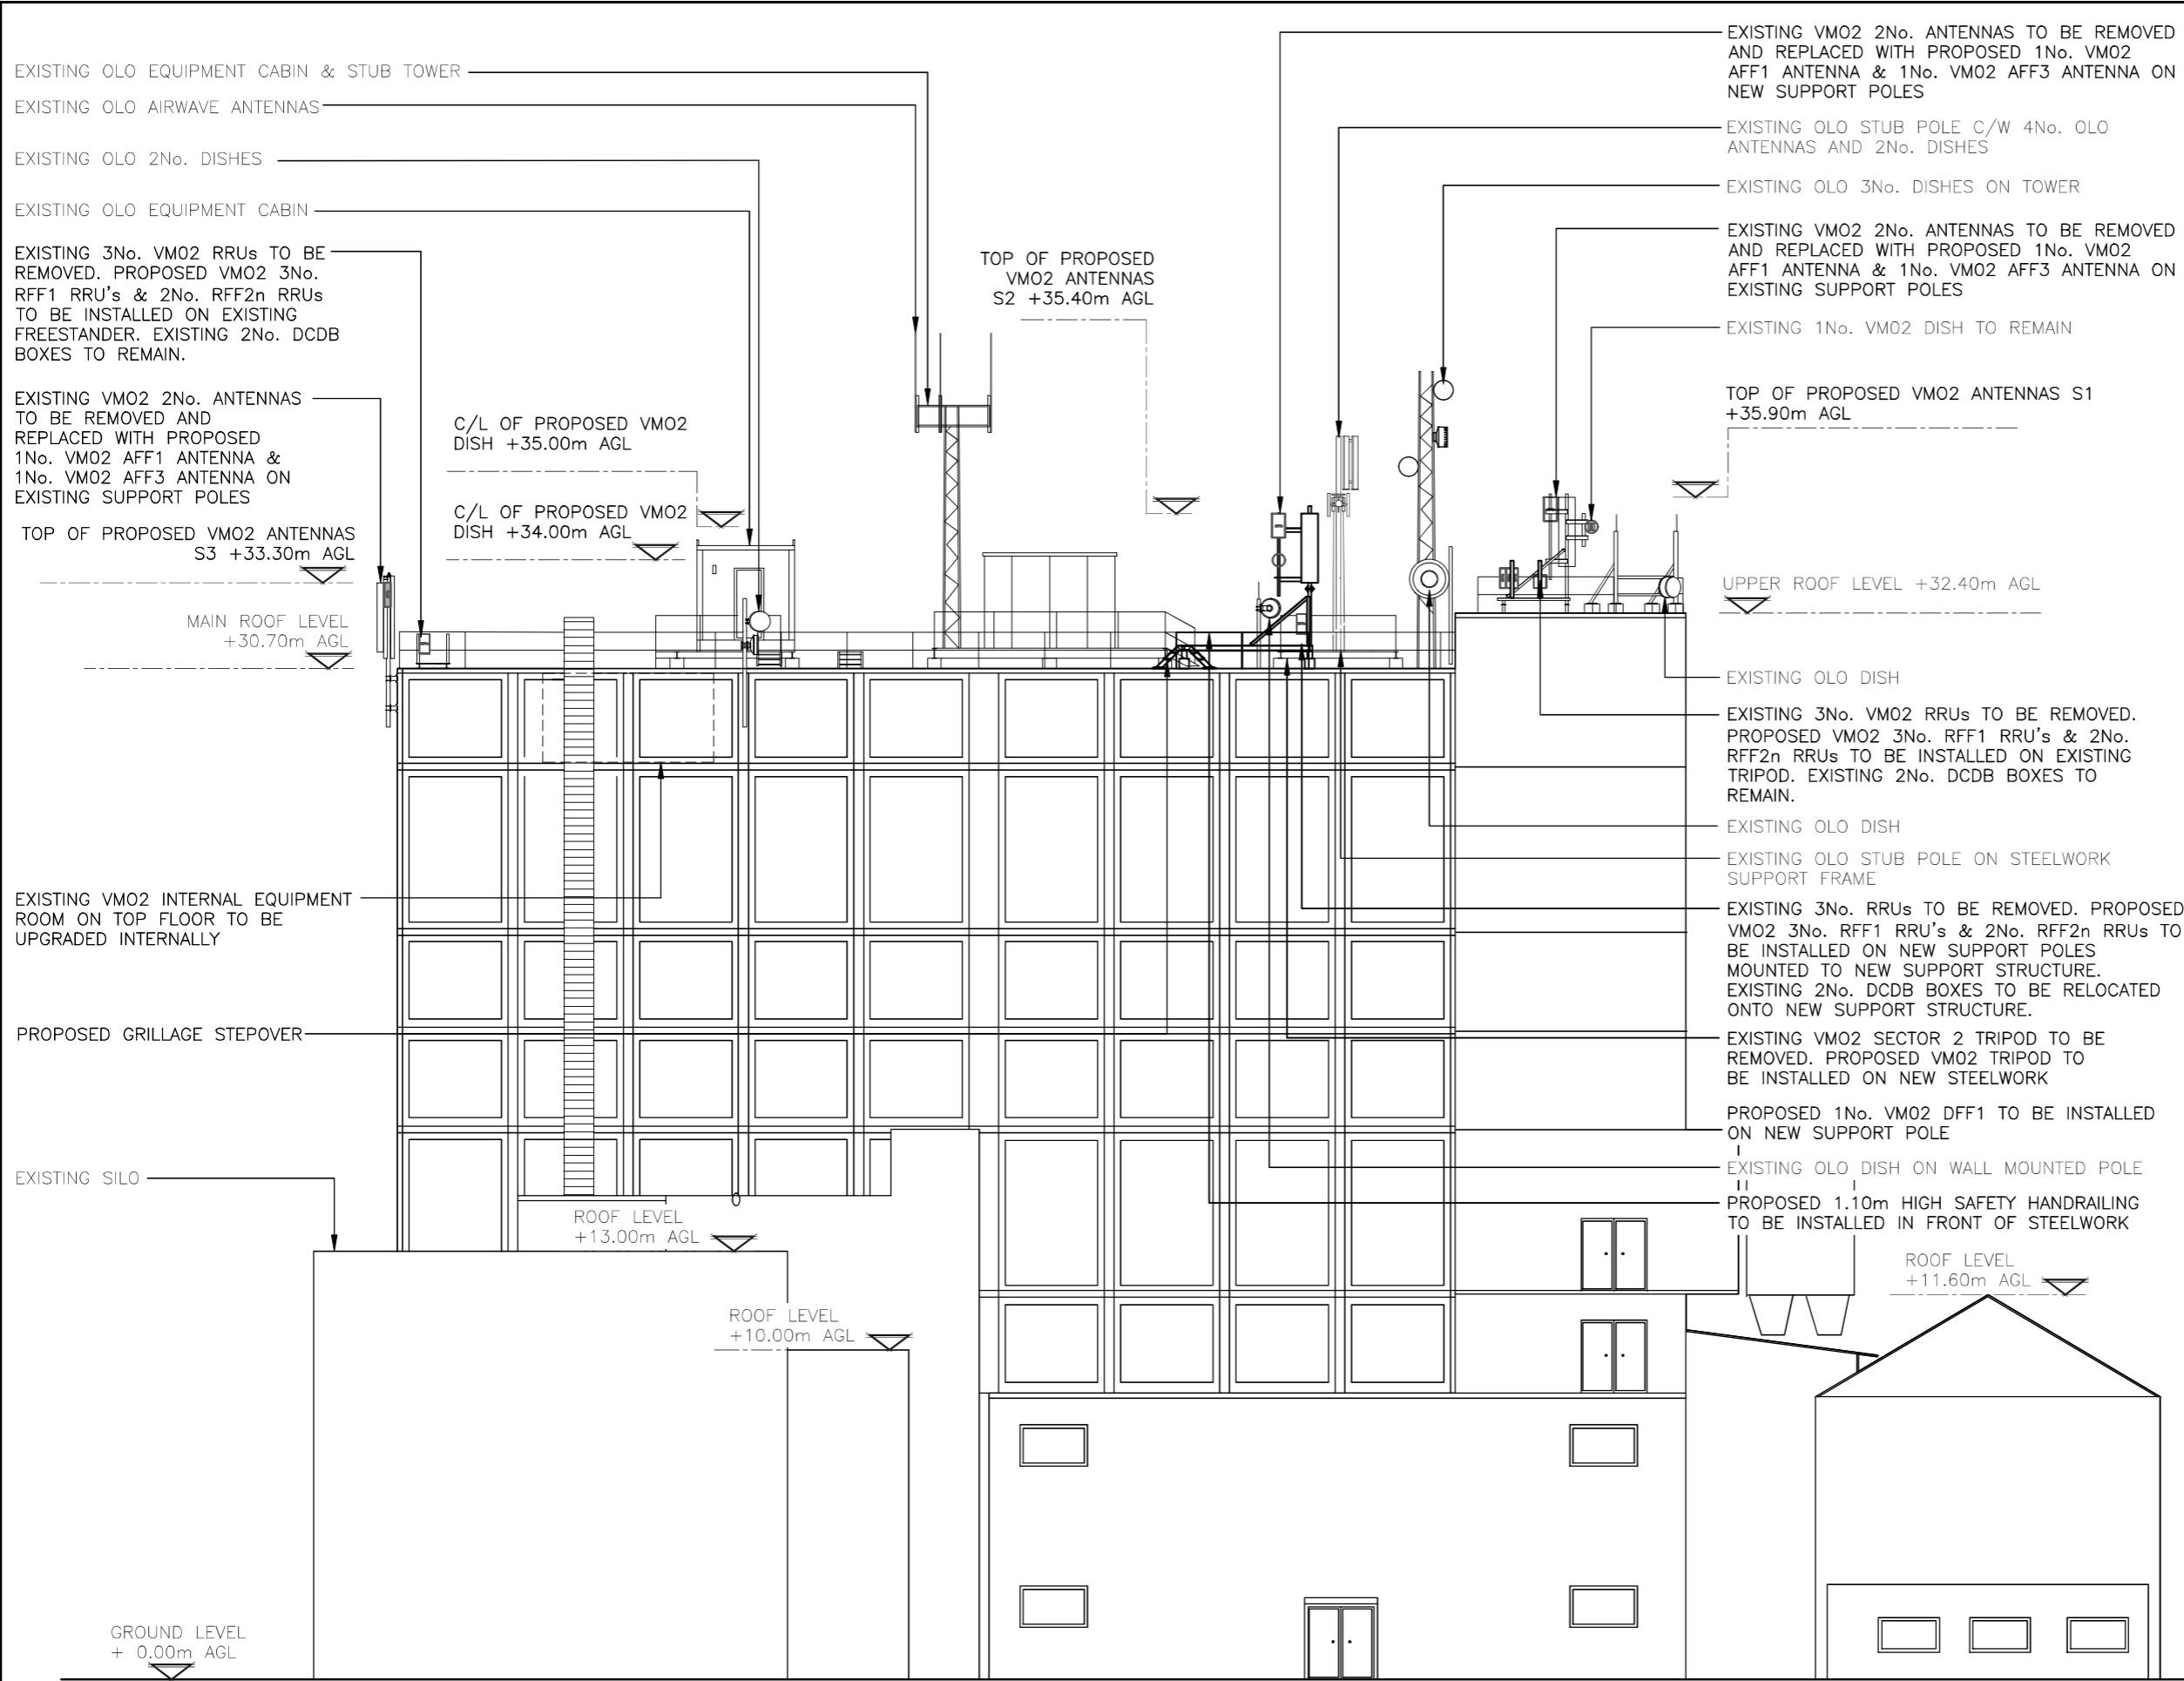 EXISTING OLO EQUIPMENT CABIN & STUB TOWER
EXISTING OLO AIRWAVE ANTENNAS
EXISTING OLO 2No. DISHES
EXISTING OLO EQUIPMENT CABIN
EXISTING 3No. VMO2 RRUs TO BE
REMOVED. PROPOSED VMO2 3No.
RFF1 RRU's & 2No. RFF2n RRUs
TO BE INSTALLED ON EXISTING
FREESTANDER. EXISTING 2No. DCDB
BOXES TO REMAIN.
EXISTING VMO2 2No. ANTENNAS
TO BE REMOVED AND
REPLACED WITH PROPOSED
1No. VMO2 AFF1 ANTENNA &
1No. VMO2 AFF3 ANTENNA ON
EXISTING SUPPORT POLES
TOP OF PROPOSED VMO2 ANTENNAS
S3 +33.30m AGL
MAIN ROOF LEVEL
+30.70m AGL
EXISTING VMO2 INTERNAL EQUIPMENT
ROOM ON TOP FLOOR TO BE
UPGRADED INTERNALLY
PROPOSED GRILLAGE STEPOVER
EXISTING SILO
GROUND LEVEL
+ 0.00m AGL
C/L OF PROPOSED VMO2
DISH +35.00m AGL
C/L OF PROPOSED VMO2
DISH +34.00m AGL
TOP OF PROPOSED
VMO2 ANTENNAS
S2 +35.40m AGL
ROOF LEVEL
+13.00m AGL
ROOF LEVEL
+10.00m AGL
EXISTING VMO2 2No. ANTENNAS TO BE REMOVED
AND REPLACED WITH PROPOSED 1No. VMO2
AFF1 ANTENNA & 1No. VMO2 AFF3 ANTENNA ON
NEW SUPPORT POLES
EXISTING OLO STUB POLE C/W 4No. OLO
ANTENNAS AND 2No. DISHES
EXISTING OLO 3No. DISHES ON TOWER
EXISTING VMO2 2No. ANTENNAS TO BE REMOVED
AND REPLACED WITH PROPOSED 1No. VMO2
AFF1 ANTENNA & 1No. VMO2 AFF3 ANTENNA ON
EXISTING SUPPORT POLES
EXISTING 1No. VMO2 DISH TO REMAIN
TOP OF PROPOSED VMO2 ANTENNAS S1
+35.90m AGL
UPPER ROOF LEVEL +32.40m AGL
EXISTING OLO DISH
EXISTING 3No. VMO2 RRUs TO BE REMOVED.
PROPOSED VMO2 3No. RFF1 RRU's & 2No.
RFF2n RRUs TO BE INSTALLED ON EXISTING
TRIPOD. EXISTING 2No. DCDB BOXES TO
REMAIN.
EXISTING OLO DISH
EXISTING OLO STUB POLE ON STEELWORK
SUPPORT FRAME
EXISTING 3No. RRUs TO BE REMOVED. PROPOSED
VMO2 3No. RFF1 RRU's & 2No. RFF2n RRUs TO
BE INSTALLED ON NEW SUPPORT POLES
MOUNTED TO NEW SUPPORT STRUCTURE.
EXISTING 2No. DCDB BOXES TO BE RELOCATED
ONTO NEW SUPPORT STRUCTURE.
EXISTING VMO2 SECTOR 2 TRIPOD TO BE
REMOVED. PROPOSED VMO2 TRIPOD TO
BE INSTALLED ON NEW STEELWORK
PROPOSED 1No. VMO2 DFF1 TO BE INSTALLED
ON NEW SUPPORT POLE
EXISTING OLO DISH ON WALL MOUNTED POLE
PROPOSED 1.10m HIGH SAFETY HANDRAILING
TO BE INSTALLED IN FRONT OF STEELWORK
ROOF LEVEL
+11.60m AGL